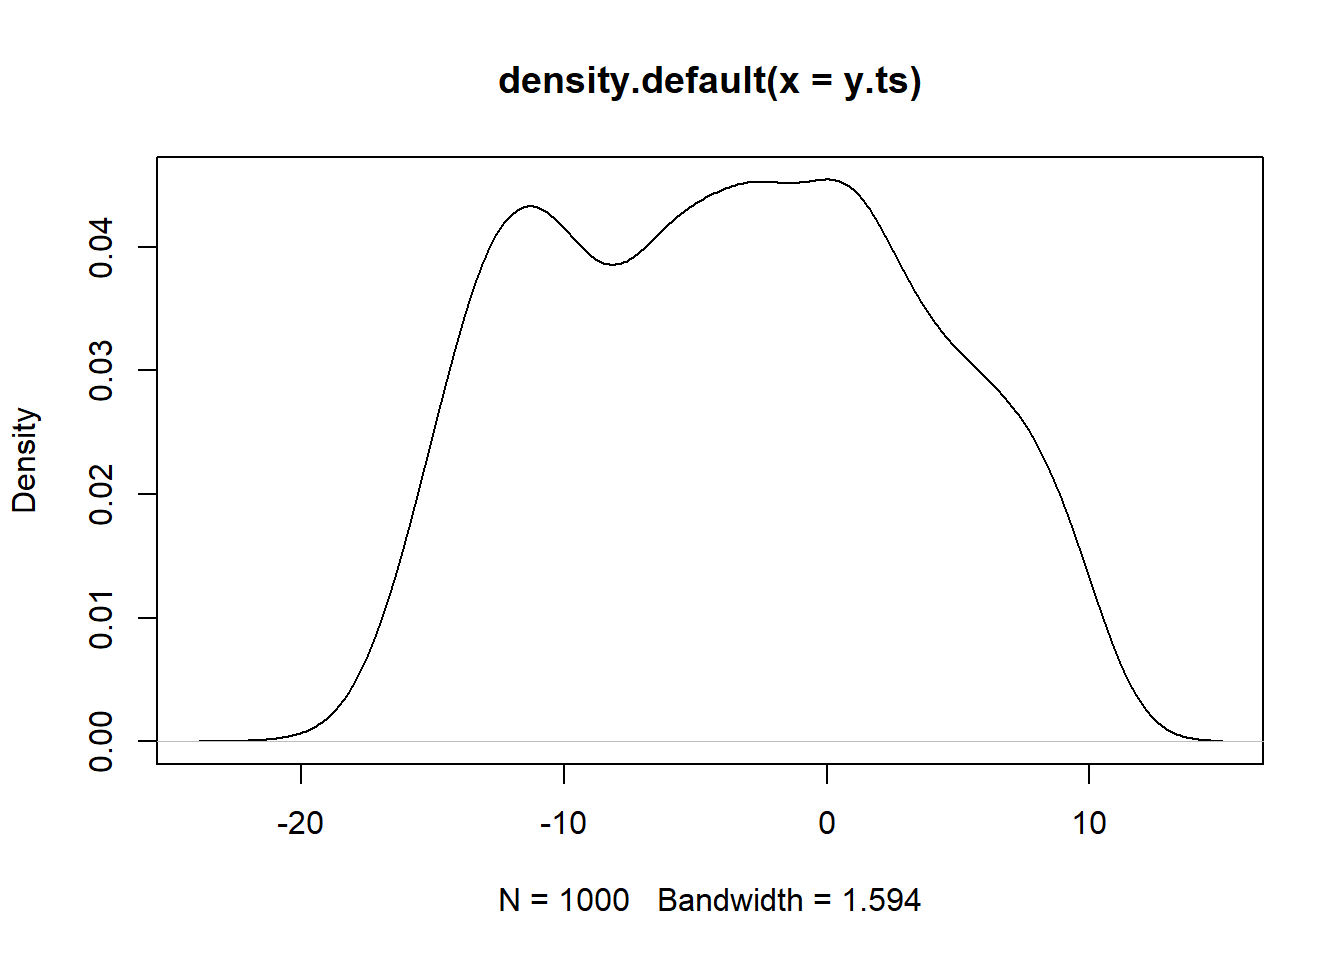 density.default(x = y.ts)
Density
0.04
0.03
0.02
0.01
0.00
-20 -10 0 10
N = 1000 Bandwidth = 1.594